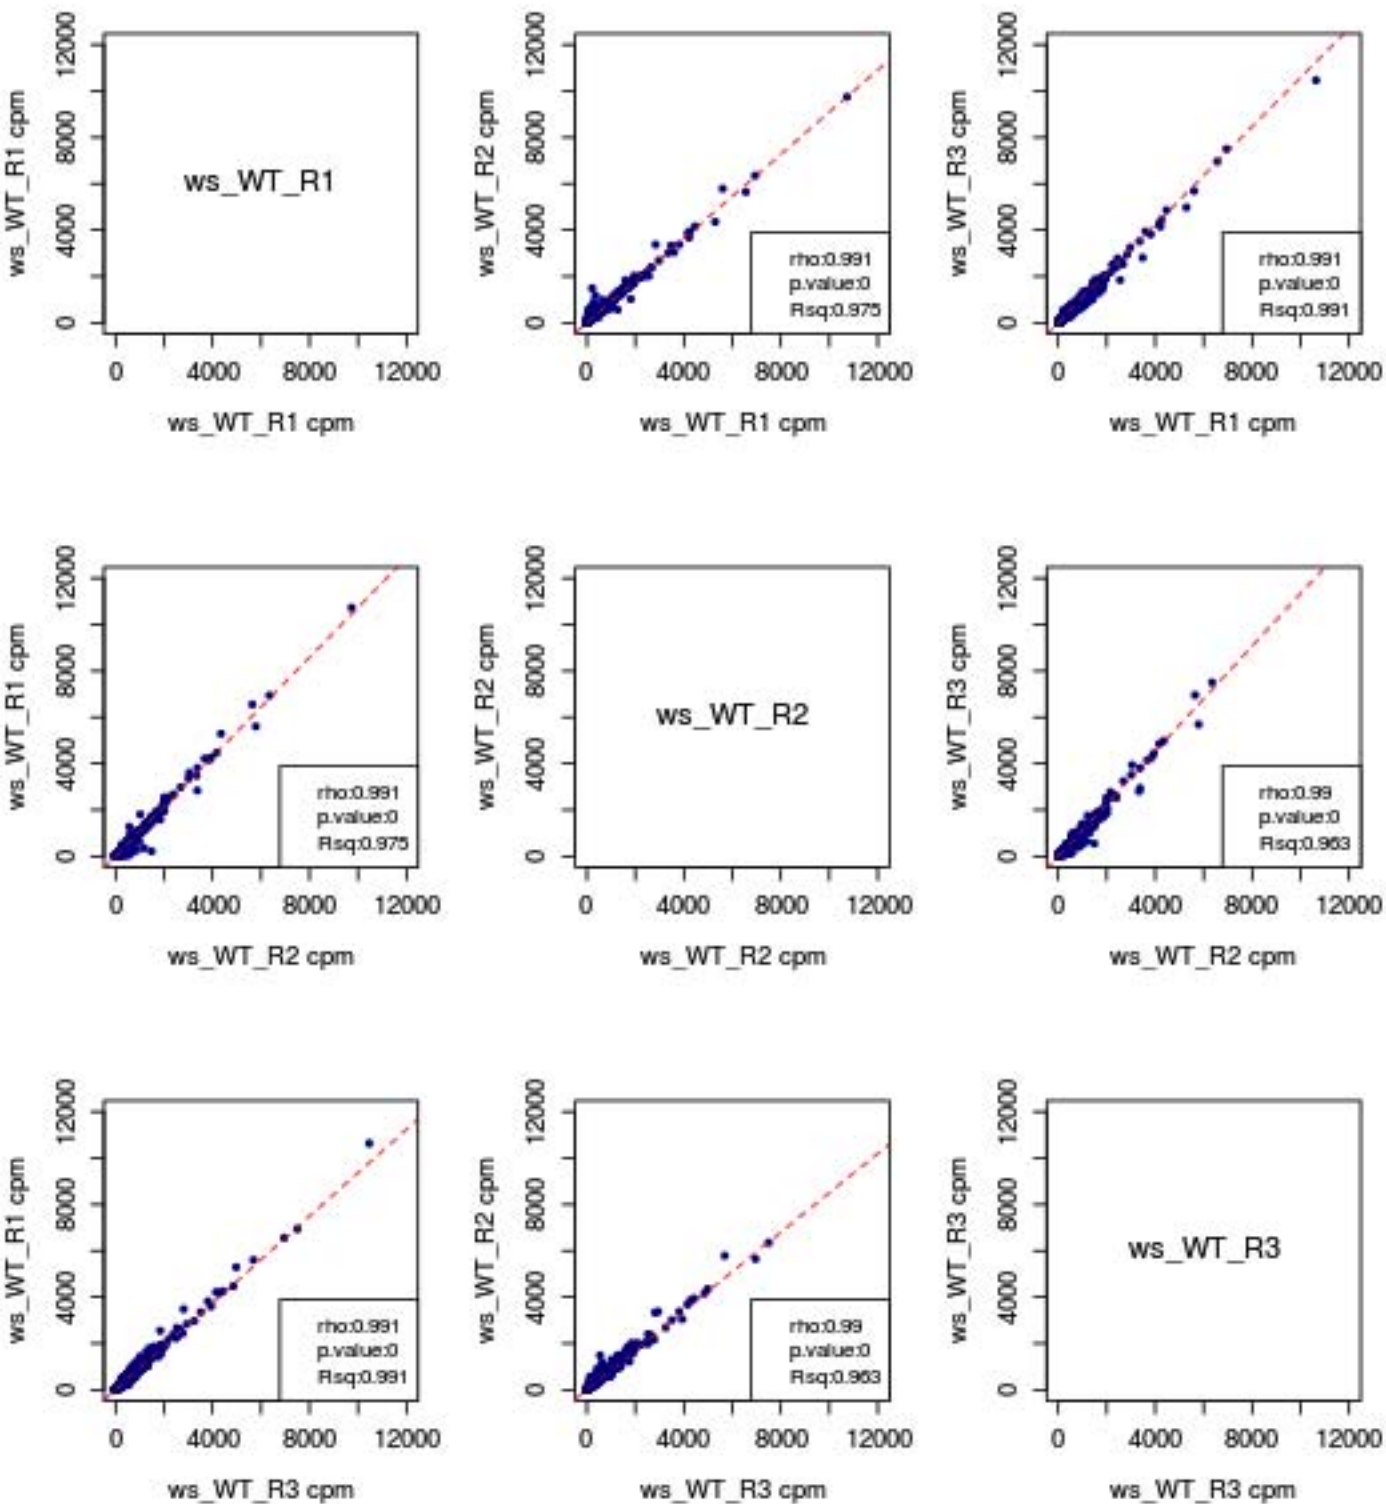 ws_WT_R1 cpm
12000
8000
4000
0
ws_WT_R1
0 4000 8000 12000
ws_WT_R1 cpm
ws_WT_R2 cpm
12000
8000
4000
0
rho:0.991
p.value:0
Rsq:0.975
0 4000 8000 12000
ws_WT_R1 cpm
ws_WT_R3 cpm
12000
8000
4000
0
rho:0.991
p.value:0
Rsq:0.991
0 4000 8000 12000
ws_WT_R1 cpm
ws_WT_R1 cpm
12000
8000
4000
0
rho:0.991
p.value:0
Rsq:0.975
0 4000 8000 12000
ws_WT_R2 cpm
ws_WT_R2 cpm
12000
8000
4000
0
ws_WT_R2
0 4000 8000 12000
ws_WT_R2 cpm
ws_WT_R3 cpm
12000
8000
4000
0
rho:0.99
p.value:0
Rsq:0.963
0 4000 8000 12000
ws_WT_R2 cpm
ws_WT_R1 cpm
12000
8000
4000
0
rho:0.991
p.value:0
Rsq:0.991
0 4000 8000 12000
ws_WT_R3 cpm
ws_WT_R2 cpm
12000
8000
4000
0
rho:0.99
p.value:0
Rsq:0.963
0 4000 8000 12000
ws_WT_R3 cpm
ws_WT_R3 cpm
12000
8000
4000
0
ws_WT_R3
0 4000 8000 12000
ws_WT_R3 cpm